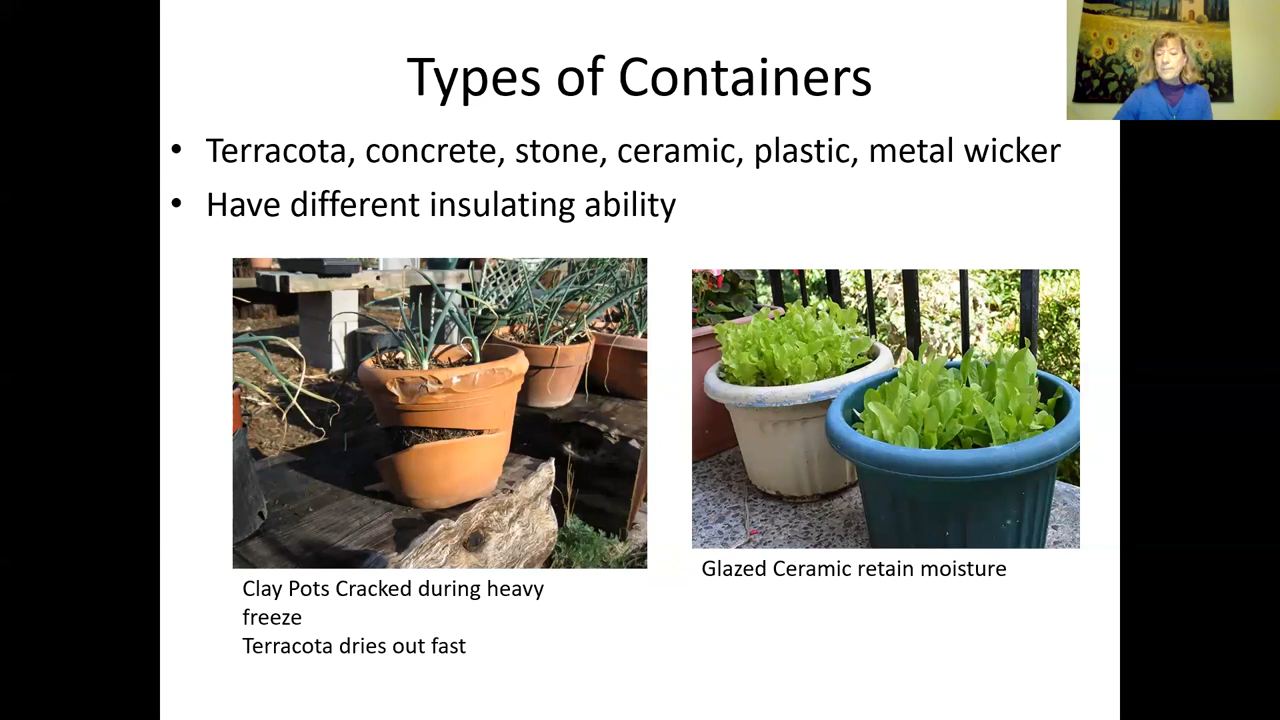 Types of Containers
• Terracota, concrete, stone, ceramic, plastic, metal wicker
• Have different insulating ability
Clay Pots Cracked during heavy
freeze
Terracota dries out fast
Glazed Ceramic retain moisture